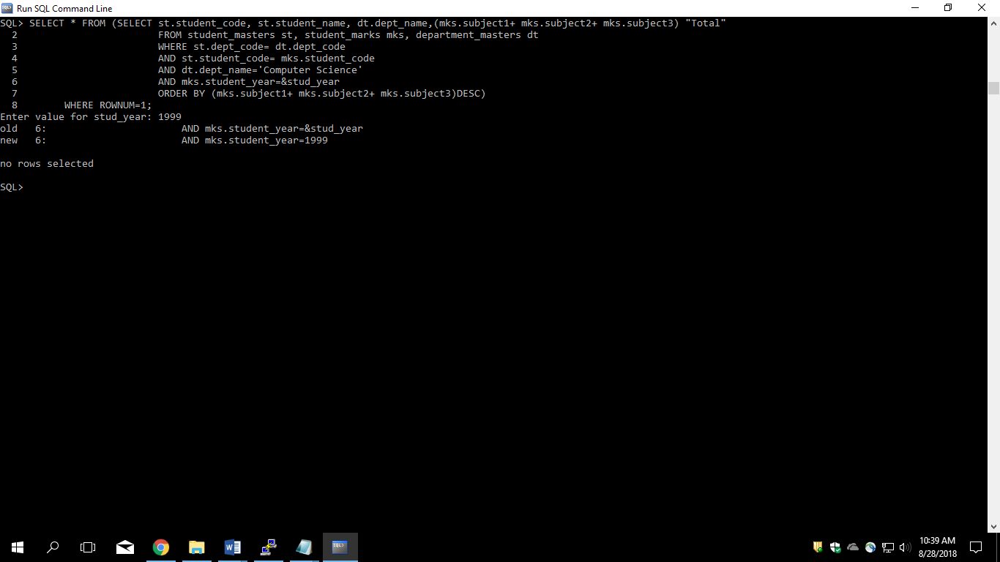 Run SQL Command Line
SQL> SELECT * FROM (SELECT st.student_code, st.student_name, dt.dept_name,(mks.subject1+ mks.subject2+ mks.subject3) "Total"
2 FROM student_masters st, student_marks mks, department_masters dt
3 WHERE st.dept_code= dt.dept_code
4 AND st.student_code= mks.student_code
5 AND dt.dept_name='Computer Science'
6 AND mks.student_year=&stud_year
7 ORDER BY (mks.subject1+ mks.subject2+ mks.subject3)DESC)
8 WHERE ROWNUM=1;
Enter value for stud_year: 1999
old 6: AND mks.student_year=&stud_year
new 6: AND mks.student_year=1999
no rows selected
SQL>
10:39 AM
8/28/2018